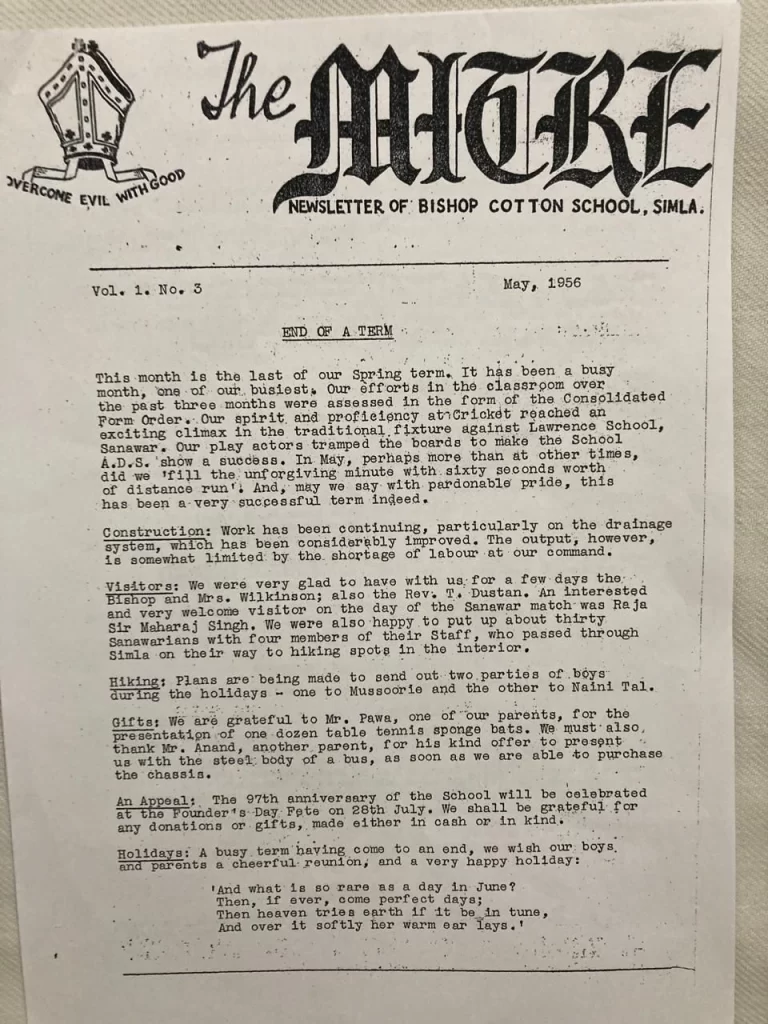 The MITRE
OVERCOME EVIL WITH GOOD
NEWSLETTER OF BISHOP COTTON SCHOOL, SIMLA.
Vol. 1. No. 3 May, 1956
END OF A TERM
This month is the last of our Spring term. It has been a busy
month, one of our busiest. Our efforts in the classroom over
the past three months were assessed in the form of the Consolidated
Form Order. Our spirit and proficiency at Cricket reached an
exciting climax in the traditional fixture against Lawrence School,
Sanawar. Our play actors tramped the boards to make the School
A.D.S. show a success. In May, perhaps more than at other times,
did we 'fill the unforgiving minute with sixty seconds worth
of distance run'. And, may we say with pardonable pride, this
has been a very successful term indeed.
Construction: Work has been continuing, particularly on the drainage
system, which has been considerably improved. The output, however,
is somewhat limited by the shortage of labour at our command.
Visitors: We were very glad to have with us for a few days the
Bishop and Mrs. Wilkinson; also the Rev. T. Dustan. An interested
and very welcome visitor on the day of the Sanawar match was Raja
Sir Maharaj Singh. We were also happy to put up about thirty
Sanawarians with four members of their Staff, who passed through
Simla on their way to hiking spots in the interior.
Hiking: Plans are being made to send out two parties of boys
during the holidays - one to Mussoorie and the other to Naini Tal.
Gifts: We are grateful to Mr. Pawa, one of our parents, for the
presentation of one dozen table tennis sponge bats. We must also
thank Mr. Anand, another parent, for his kind offer to present
us with the steel body of a bus, as soon as we are able to purchase
the chassis.
An Appeal: The 97th anniversary of the School will be celebrated
at the Founder's Day Fete on 28th July. We shall be grateful for
any donations or gifts, made either in cash or in kind.
Holidays: A busy term having come to an end, we wish our boys
and parents a cheerful reunion, and a very happy holiday:
'And what is so rare as a day in June?
Then, if ever, come perfect days;
Then heaven tries earth if it be in tune,
And over it softly her warm ear lays.'